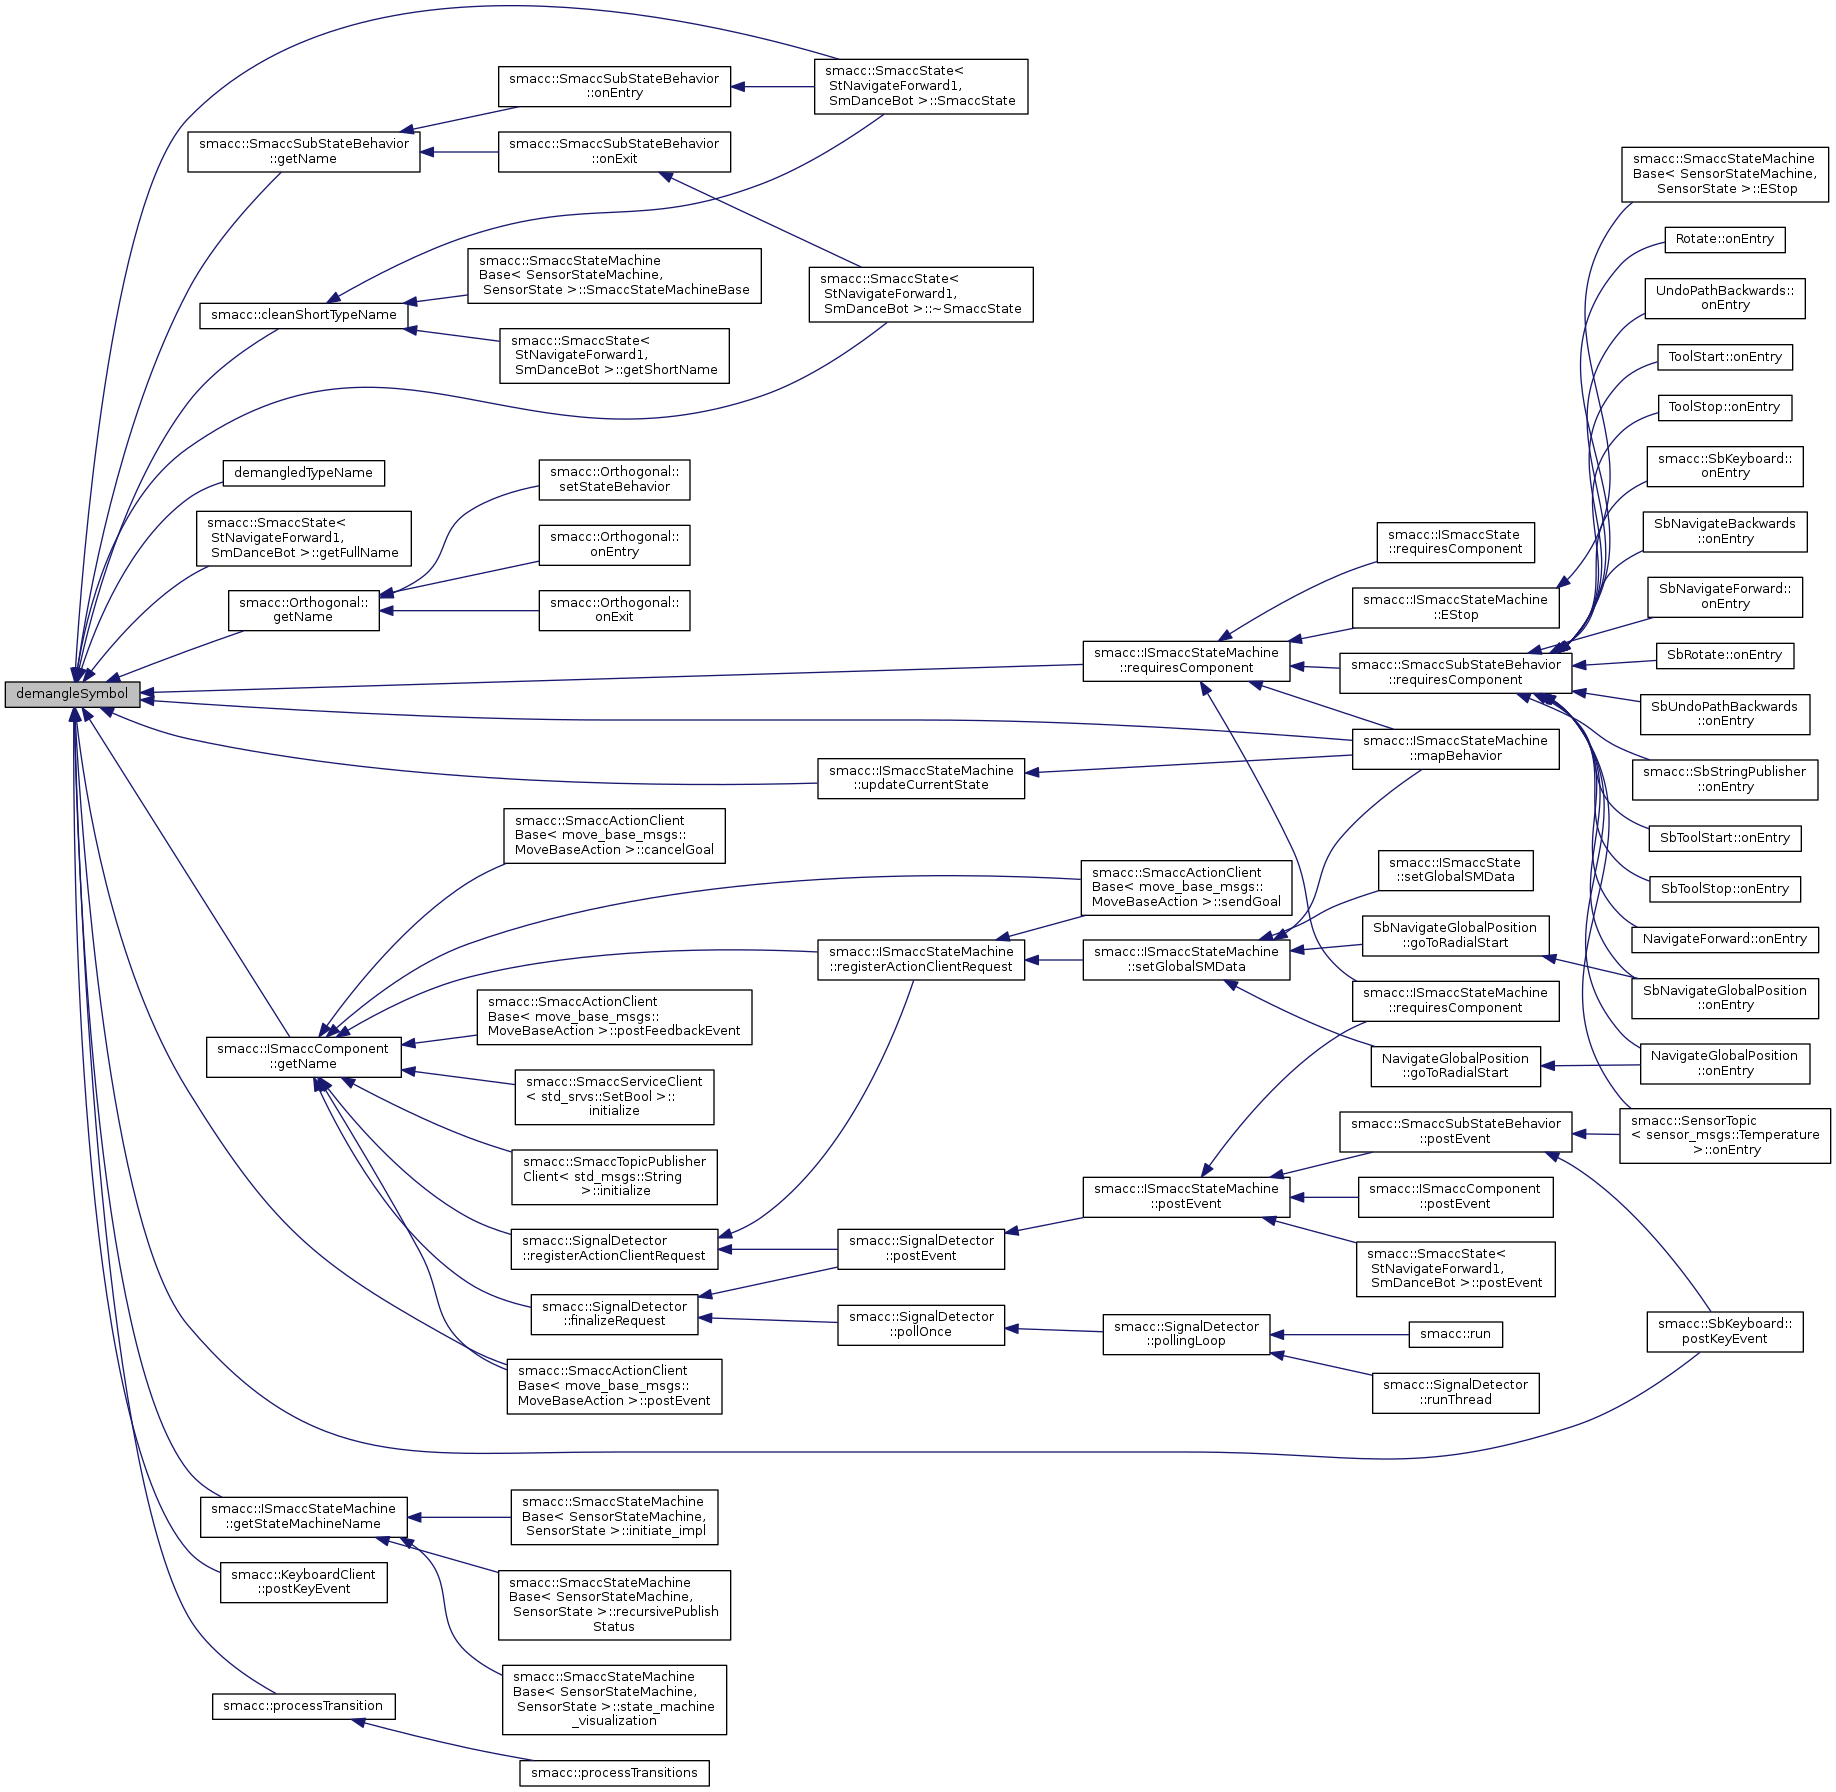 demangleSymbol
smacc::SmaccSubStateBehavior
::getName
smacc::cleanShortTypeName
demangledTypeName
smacc::SmaccState<
StNavigateForward1,
SmDanceBot >::getFullName
smacc::Orthogonal::
getName
smacc::ISmaccComponent
::getName
smacc::ISmaccStateMachine
::getStateMachineName
smacc::KeyboardClient
::postKeyEvent
smacc::processTransition
smacc::SmaccSubStateBehavior
::onEntry
smacc::SmaccSubStateBehavior
::onExit
smacc::SmaccStateMachine
Base< SensorStateMachine,
SensorState >::SmaccStateMachineBase
smacc::SmaccState<
StNavigateForward1,
SmDanceBot >::getShortName
smacc::Orthogonal::
setStateBehavior
smacc::Orthogonal::
onEntry
smacc::Orthogonal::
onExit
smacc::SmaccActionClient
Base< move_base_msgs::
MoveBaseAction >::cancelGoal
smacc::SmaccActionClient
Base< move_base_msgs::
MoveBaseAction >::postFeedbackEvent
smacc::SmaccServiceClient
< std_srvs::SetBool >::
initialize
smacc::SmaccTopicPublisher
Client< std_msgs::String
>::initialize
smacc::SignalDetector
::registerActionClientRequest
smacc::SignalDetector
::finalizeRequest
smacc::SmaccActionClient
Base< move_base_msgs::
MoveBaseAction >::postEvent
smacc::SmaccStateMachine
Base< SensorStateMachine,
SensorState >::initiate_impl
smacc::SmaccStateMachine
Base< SensorStateMachine,
SensorState >::recursivePublish
Status
smacc::SmaccStateMachine
Base< SensorStateMachine,
SensorState >::state_machine
_visualization
smacc::processTransitions
smacc::SmaccState<
StNavigateForward1,
SmDanceBot >::SmaccState
smacc::SmaccState<
StNavigateForward1,
SmDanceBot >::~SmaccState
smacc::ISmaccStateMachine
::updateCurrentState
smacc::ISmaccStateMachine
::registerActionClientRequest
smacc::SignalDetector
::postEvent
smacc::SignalDetector
::pollOnce
smacc::ISmaccStateMachine
::requiresComponent
smacc::SmaccActionClient
Base< move_base_msgs::
MoveBaseAction >::sendGoal
smacc::ISmaccStateMachine
::setGlobalSMData
smacc::ISmaccStateMachine
::postEvent
smacc::SignalDetector
::pollingLoop
smacc::ISmaccState
::requiresComponent
smacc::ISmaccStateMachine
::EStop
smacc::SmaccSubStateBehavior
::requiresComponent
smacc::ISmaccStateMachine
::mapBehavior
smacc::ISmaccState
::setGlobalSMData
SbNavigateGlobalPosition
::goToRadialStart
smacc::ISmaccStateMachine
::requiresComponent
NavigateGlobalPosition
::goToRadialStart
smacc::SmaccSubStateBehavior
::postEvent
smacc::ISmaccComponent
::postEvent
smacc::SmaccState<
StNavigateForward1,
SmDanceBot >::postEvent
smacc::run
smacc::SignalDetector
::runThread
smacc::SmaccStateMachine
Base< SensorStateMachine,
SensorState >::EStop
Rotate::onEntry
UndoPathBackwards::
onEntry
ToolStart::onEntry
ToolStop::onEntry
smacc::SbKeyboard::
onEntry
SbNavigateBackwards
::onEntry
SbNavigateForward::
onEntry
SbRotate::onEntry
SbUndoPathBackwards
::onEntry
smacc::SbStringPublisher
::onEntry
SbToolStart::onEntry
SbToolStop::onEntry
NavigateForward::onEntry
SbNavigateGlobalPosition
::onEntry
NavigateGlobalPosition
::onEntry
smacc::SensorTopic
< sensor_msgs::Temperature
>::onEntry
smacc::SbKeyboard::
postKeyEvent